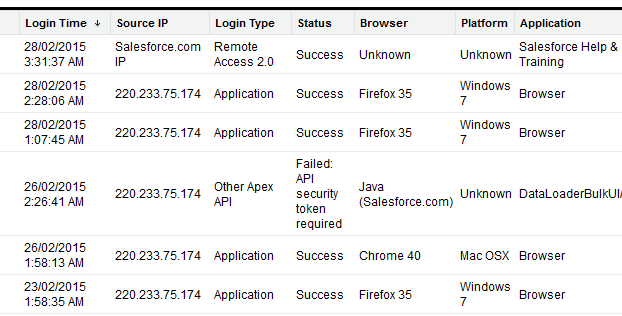 Login Time Source IP Login Type Status Browser Platform Application
28/02/2015 3:31:37 AM Salesforce.com IP Remote Access 2.0 Success Unknown Unknown Salesforce Help & Training
28/02/2015 2:28:06 AM 220.233.75.174 Application Success Firefox 35 Windows 7 Browser
28/02/2015 1:07:45 AM 220.233.75.174 Application Success Firefox 35 Windows 7 Browser
26/02/2015 2:26:41 AM 220.233.75.174 Other Apex API Failed: API security token required Java (Salesforce.com) Unknown DataLoaderBulkUI/
26/02/2015 1:58:13 AM 220.233.75.174 Application Success Chrome 40 Mac OSX Browser
23/02/2015 1:58:35 AM 220.233.75.174 Application Success Firefox 35 Windows 7 Browser